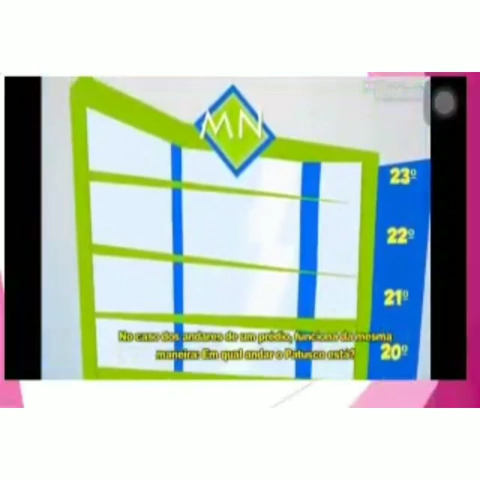 MN
23º
22º
21º
20º
No caso dos andares de um prédio, funciona da mesma
maneira: Em qual andar o Patusco está?